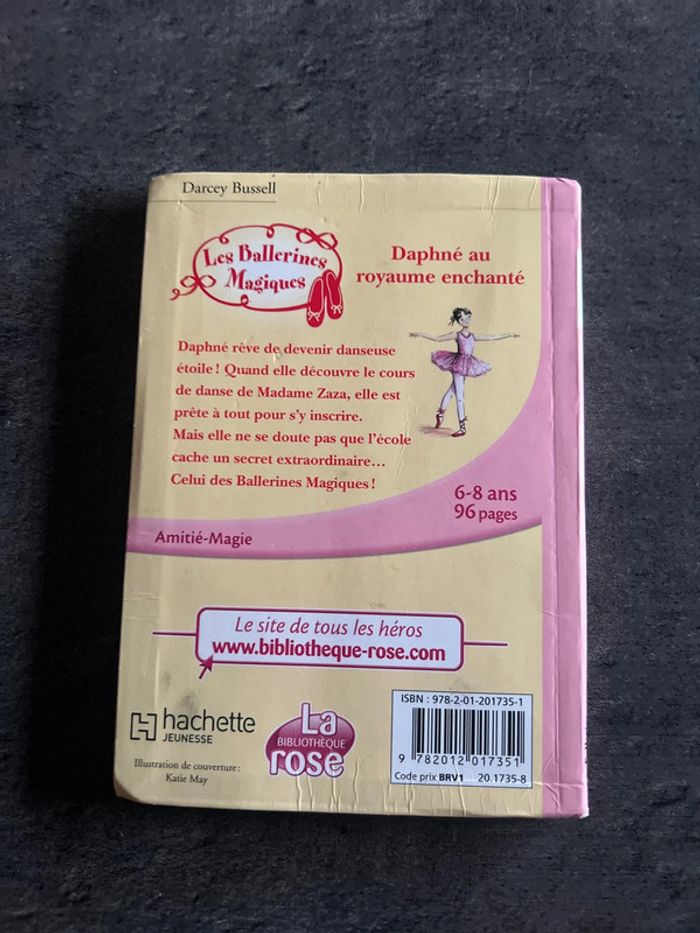 Darcey Bussell
Les Ballerines
Magiques
Daphné au
royaume enchanté
Daphné rêve de devenir danseuse
étoile ! Quand elle découvre le cours
de danse de Madame Zaza, elle est
prête à tout pour s'y inscrire.
Mais elle ne se doute pas que l'école
cache un secret extraordinaire...
Celui des Ballerines Magiques !
6-8 ans
96 pages
Amitié-Magie
Le site de tous les héros
www.bibliotheque-rose.com
hachette
JEUNESSE
La
BIBLIOTHÈQUE
rose
Illustration de couverture :
Katie May
ISBN : 978-2-01-201735-1
9 782012 017351
Code prix BRV1 20.1735-8